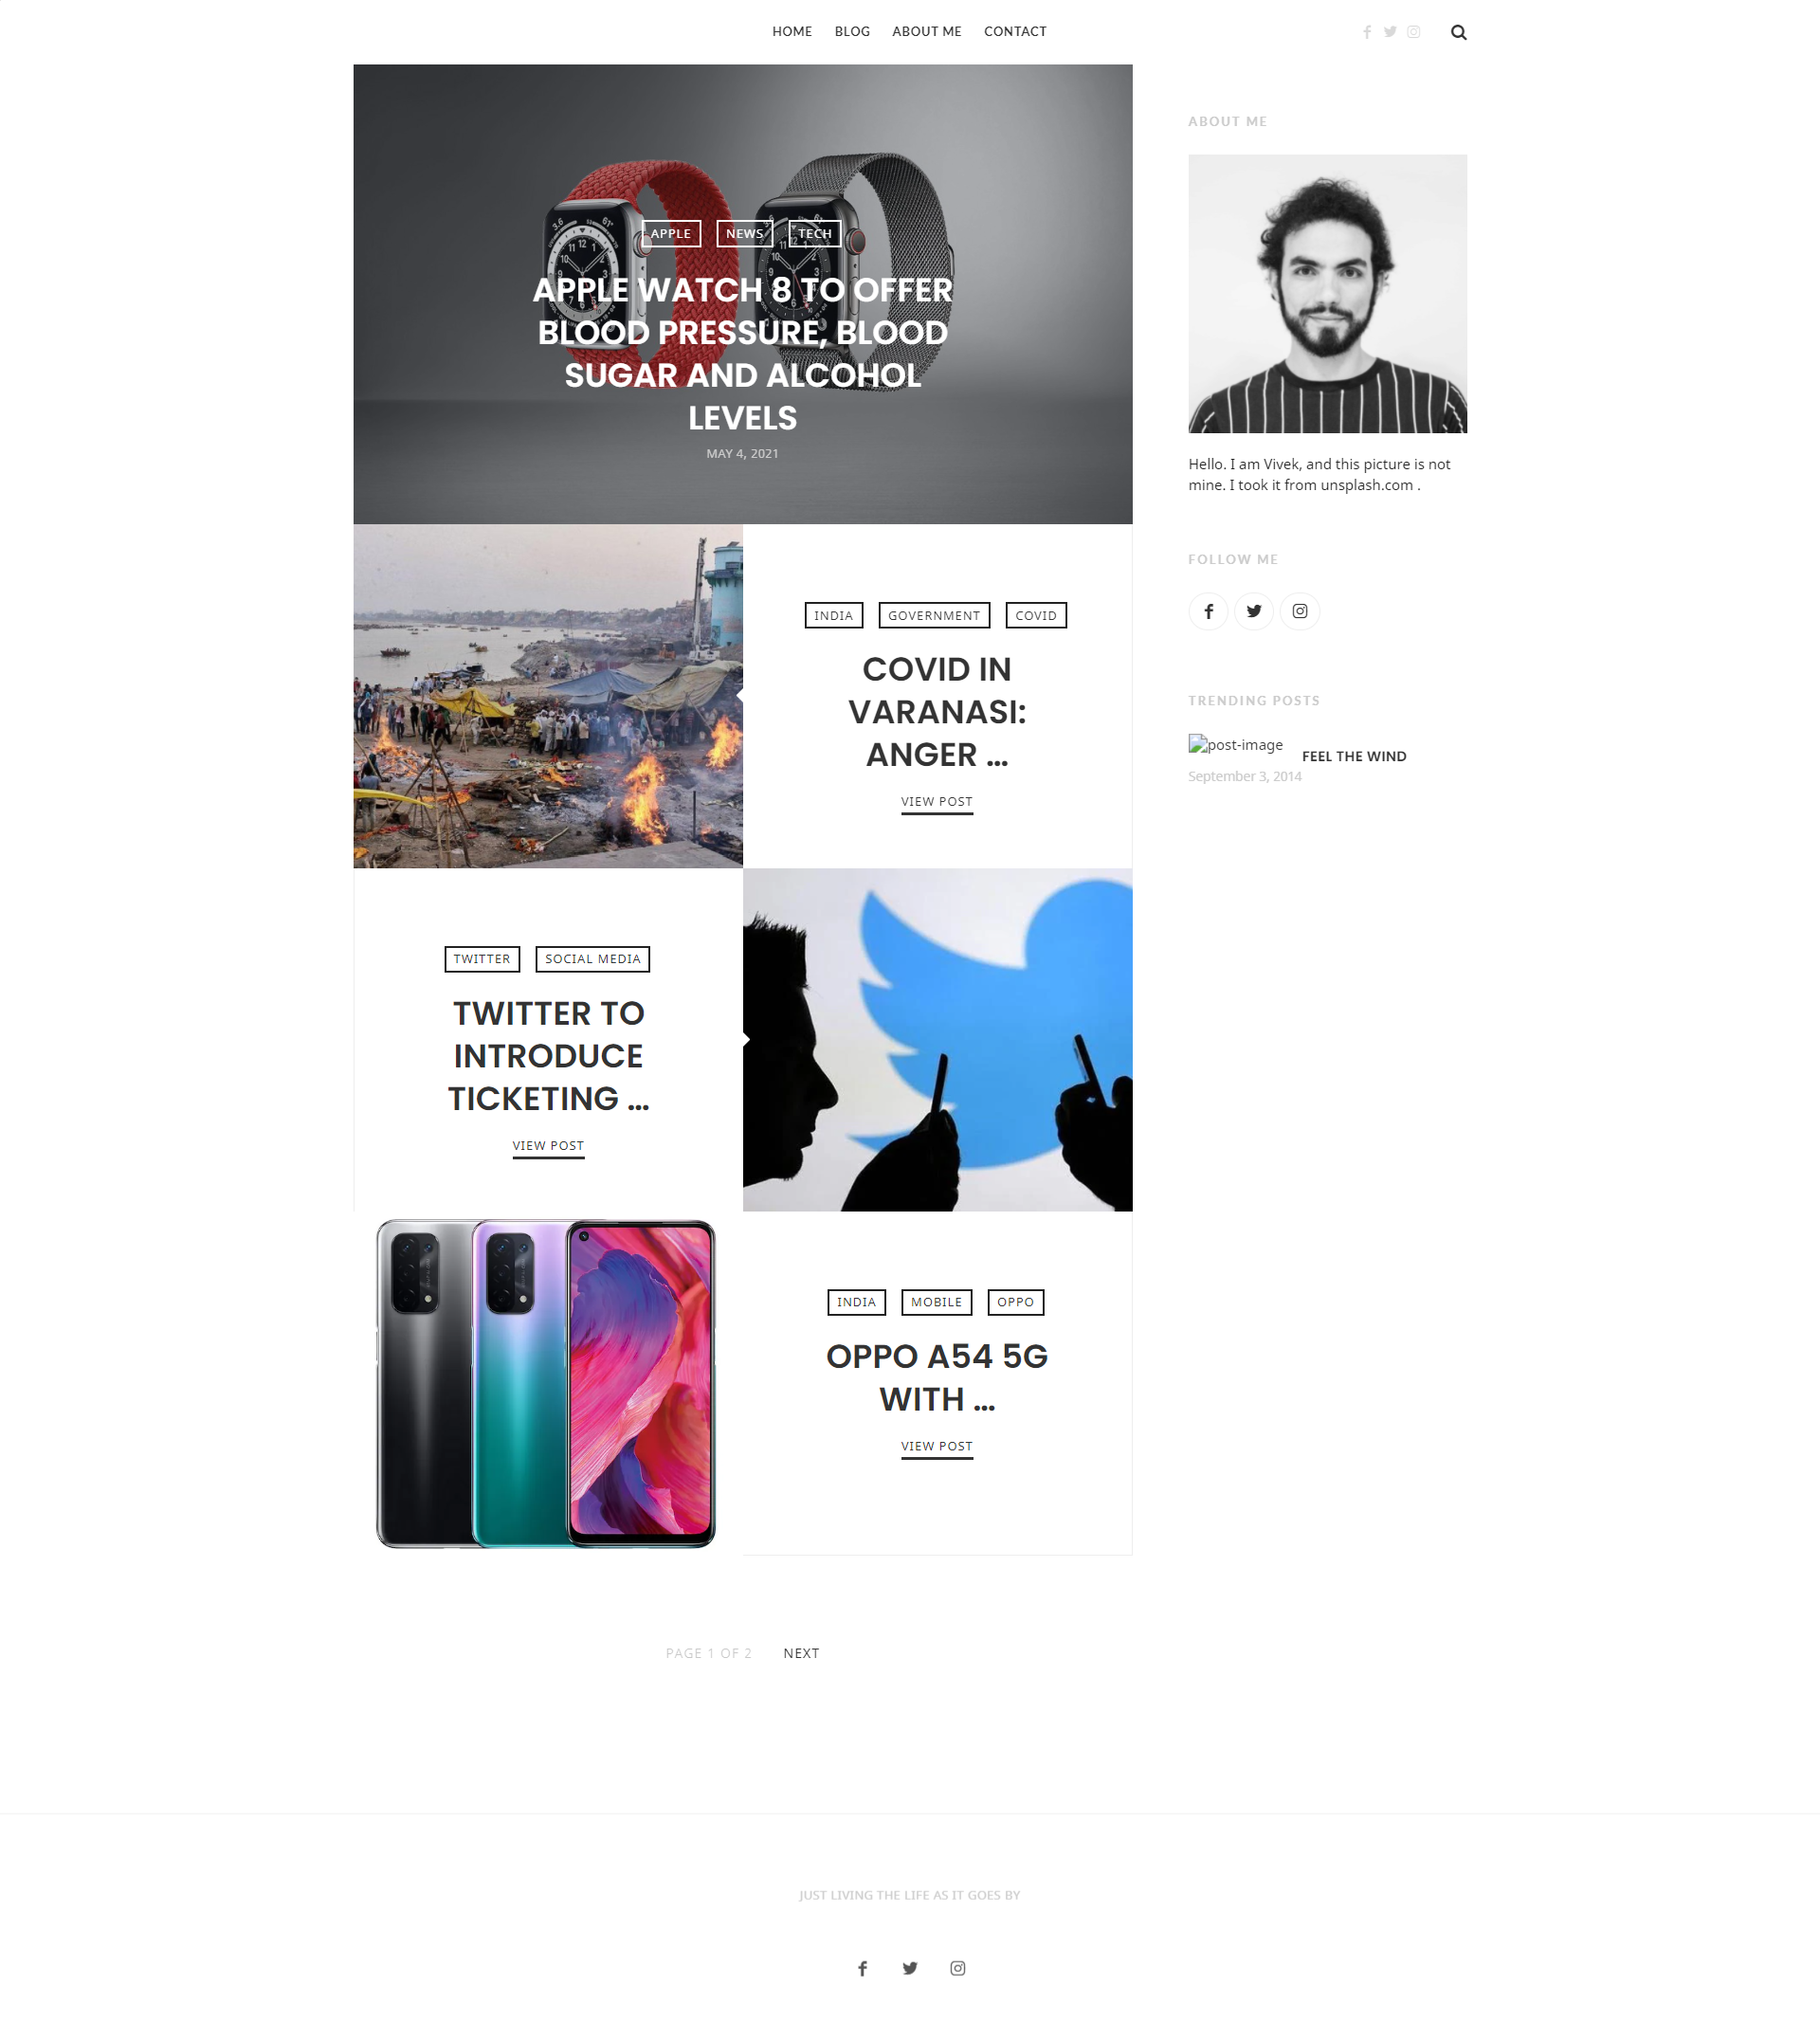 HOME BLOG ABOUT ME CONTACT
APPLE NEWS TECH
APPLE WATCH 8 TO OFFER
BLOOD PRESSURE, BLOOD
SUGAR AND ALCOHOL
LEVELS
MAY 4, 2021
INDIA GOVERNMENT COVID
COVID IN
VARANASI:
ANGER ...
VIEW POST
TWITTER SOCIAL MEDIA
TWITTER TO
INTRODUCE
TICKETING ...
VIEW POST
INDIA MOBILE OPPO
OPPO A54 5G
WITH ...
VIEW POST
PAGE 1 OF 2 NEXT
ABOUT ME
Hello. I am Vivek, and this picture is not
mine. I took it from unsplash.com .
FOLLOW ME
TRENDING POSTS
post-image
FEEL THE WIND
September 3, 2014
JUST LIVING THE LIFE AS IT GOES BY